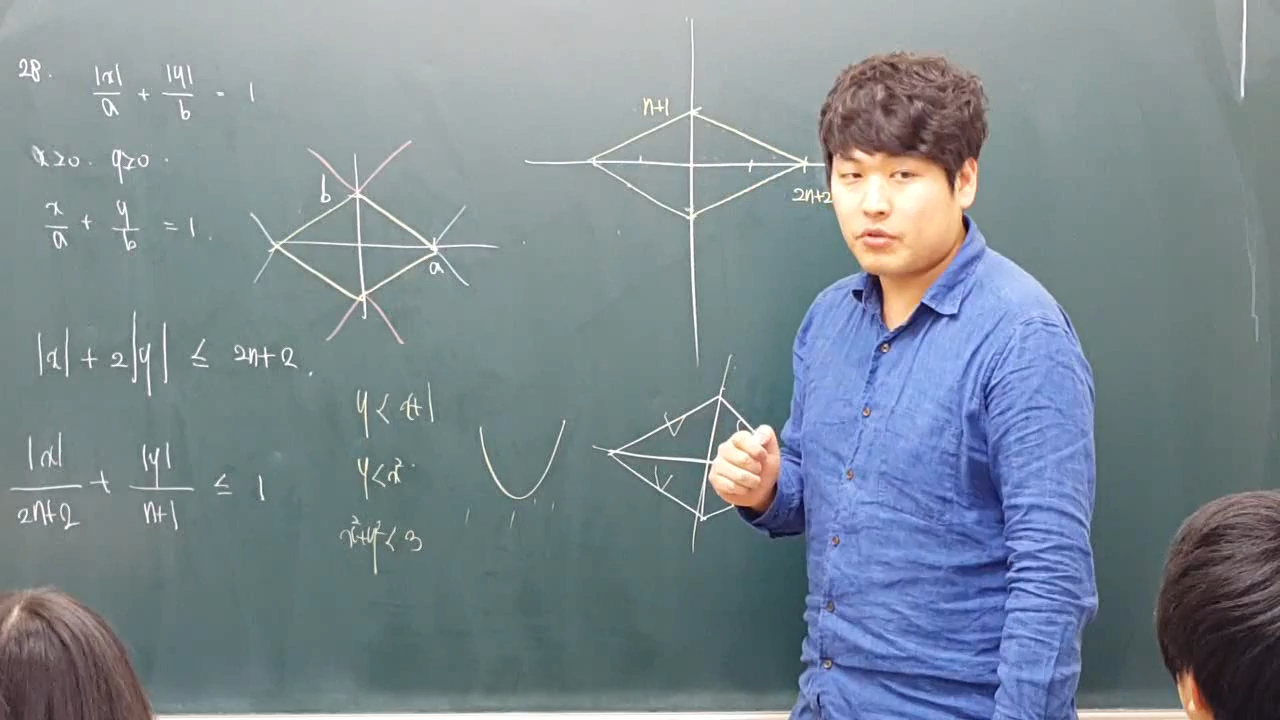 28. |x|/a + |y|/b = 1
x≥0. y≥0.
x/a + y/b = 1.
b
a
|x| + 2|y| ≤ 2n+2.
|x|/2n+2 + |y|/n+1 ≤ 1
y < x+1
y < x²
x²+y² < 3
n+1
2n+2